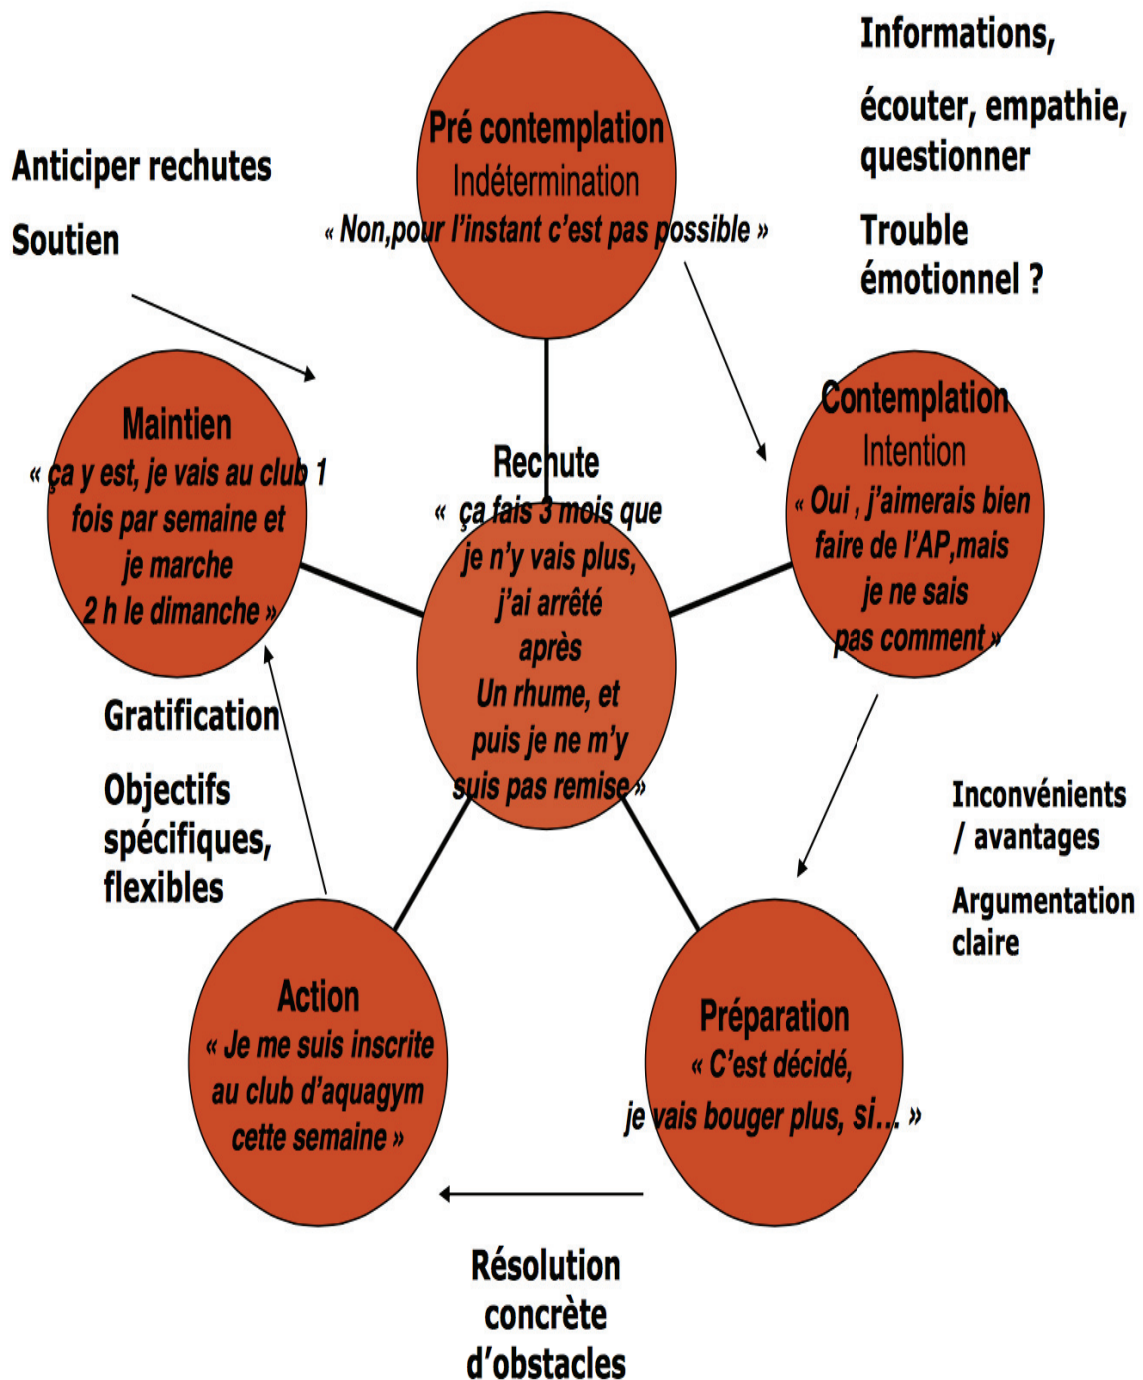 Informations,
écouter, empathie,
questionner
Trouble
émotionnel ?
Pré contemplation
Indétermination
« Non,pour l'instant c'est pas possible »
Anticiper rechutes
Soutien
Contemplation
Intention
« Oui , j'aimerais bien
faire de l'AP,mais
je ne sais
pas comment »
Maintien
« ça y est, je vais au club 1
fois par semaine et
je marche
2 h le dimanche »
Rechute
« ça fais 3 mois que
je n'y vais plus,
j'ai arrêté
après
Un rhume, et
puis je ne m'y
suis pas remise »
Gratification
Objectifs
spécifiques,
flexibles
Inconvénients
/ avantages
Argumentation
claire
Action
« Je me suis inscrite
au club d'aquagym
cette semaine »
Préparation
« C'est décidé,
je vais bouger plus, si... »
Résolution
concrète
d'obstacles